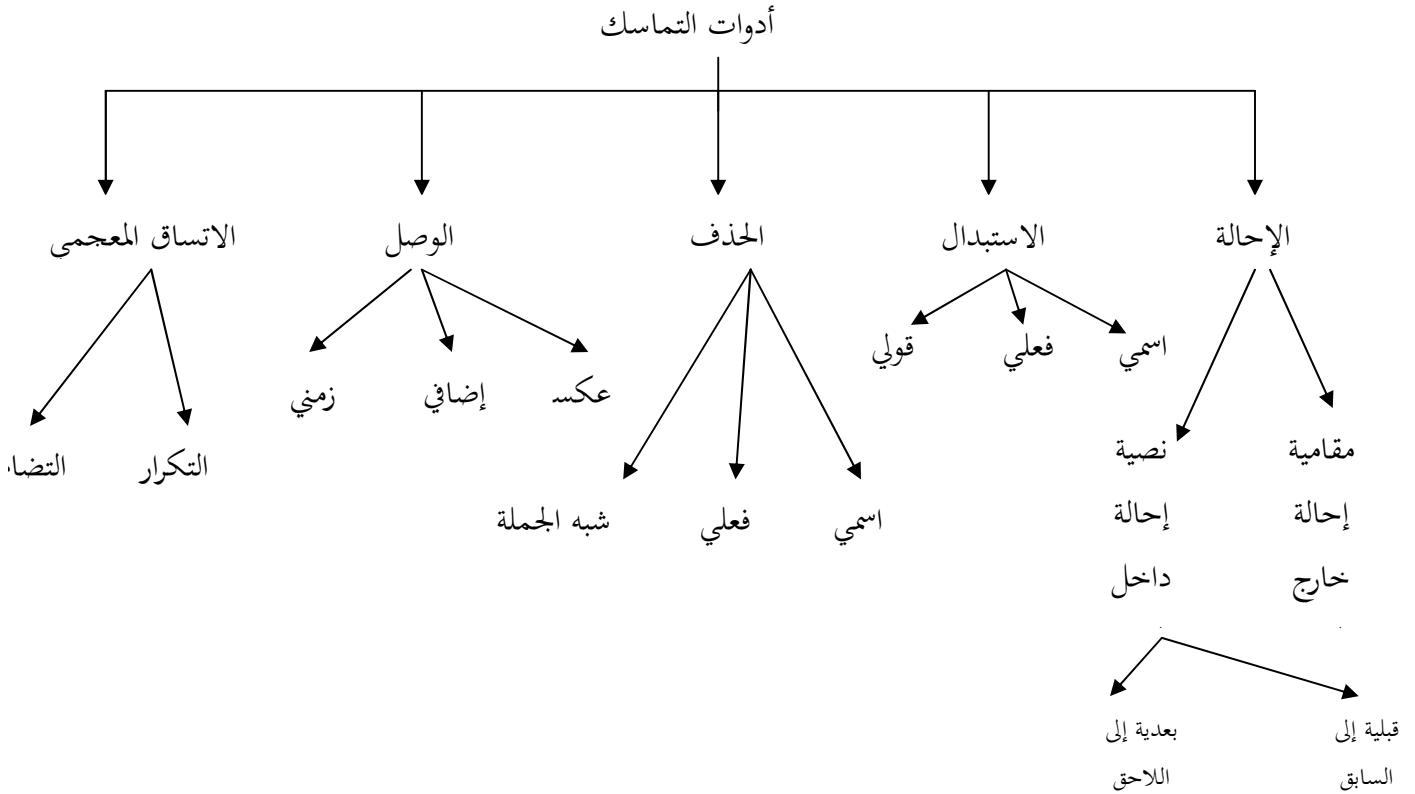 أدوات التماسك
الإحالة
الاستبدال
الحذف
الوصل
الاتساق المعجمي
اسمي
فعلي
قولي
إضافي
زمني
مقامية
إحالة
خارج
نصية
إحالة
داخل
التكرار
اسمي
فعلي
شبه الجملة
قبلية إلى
السابق
بعدية إلى
اللاحق